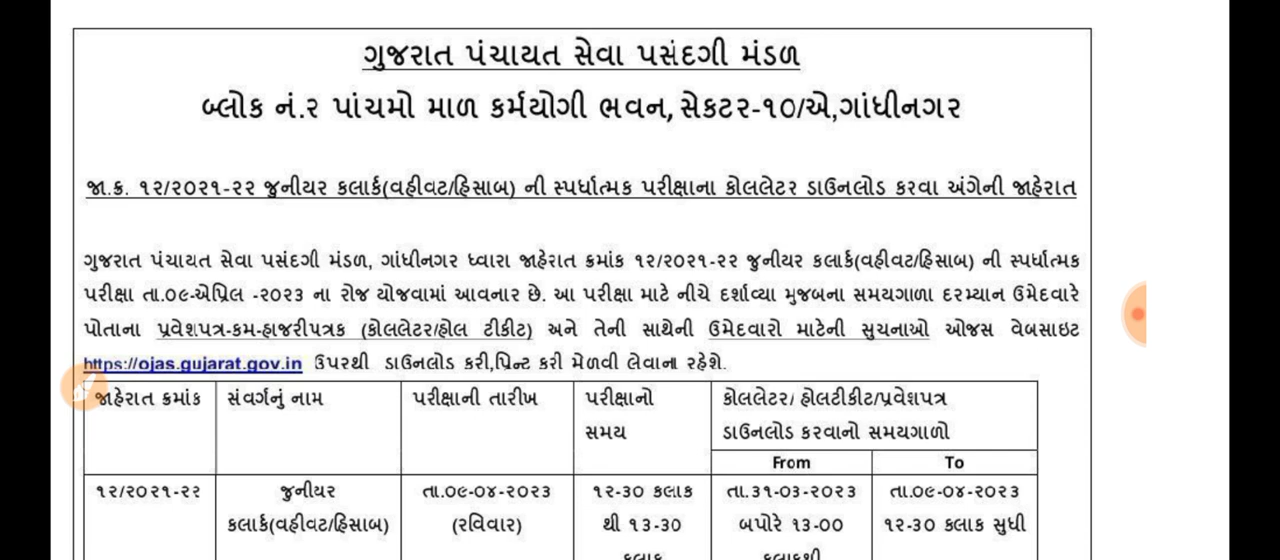 ગુજરાત પંચાયત સેવા પસંદગી મંડળ
બ્લોક નં.૨ પાંચમો માળ કર્મયોગી ભવન, સેકટર-૧૦/એ,ગાંધીનગર
જા.ક્ર. ૧૨/૨૦૨૧-૨૨ જુનીયર કલાર્ક(વહીવટ/હિસાબ) ની સ્પર્ધાત્મક પરીક્ષાના કોલલેટર ડાઉનલોડ કરવા અંગેની જાહેરાત
ગુજરાત પંચાયત સેવા પસંદગી મંડળ, ગાંધીનગર ધ્વારા જાહેરાત ક્રમાંક ૧૨/૨૦૨૧-૨૨ જુનીયર કલાર્ક(વહીવટ/હિસાબ) ની સ્પર્ધાત્મક
પરીક્ષા તા.૦૯-એપ્રિલ -૨૦૨૩ ના રોજ યોજવામાં આવનાર છે. આ પરીક્ષા માટે નીચે દર્શાવ્યા મુજબના સમયગાળા દરમ્યાન ઉમેદવારે
પોતાના પ્રવેશપત્ર-કમ-હાજરીપત્રક (કોલલેટર/હોલ ટીકીટ) અને તેની સાથેની ઉમેદવારો માટેની સુચનાઓ ઓજસ વેબસાઇટ
https://ojas.gujarat.gov.in ઉપરથી ડાઉનલોડ કરી,પ્રિન્ટ કરી મેળવી લેવાના રહેશે.
જાહેરાત ક્રમાંક સંવર્ગનું નામ પરીક્ષાની તારીખ પરીક્ષાનો કોલલેટર/ હોલટીકીટ/પ્રવેશપત્ર
સમય ડાઉનલોડ કરવાનો સમયગાળો
From To
૧૨/૨૦૨૧-૨૨ જુનીયર તા.૦૯-૦૪-૨૦૨૩ ૧૨-૩૦ કલાક તા.૩૧-૦૩-૨૦૨૩ તા.૦૯-૦૪-૨૦૨૩
કલાર્ક(વહીવટ/હિસાબ) (રવિવાર) થી ૧૩-૩૦ બપોરે ૧૩-૦૦ ૧૨-૩૦ કલાક સુધી
કલાક કલાકથી